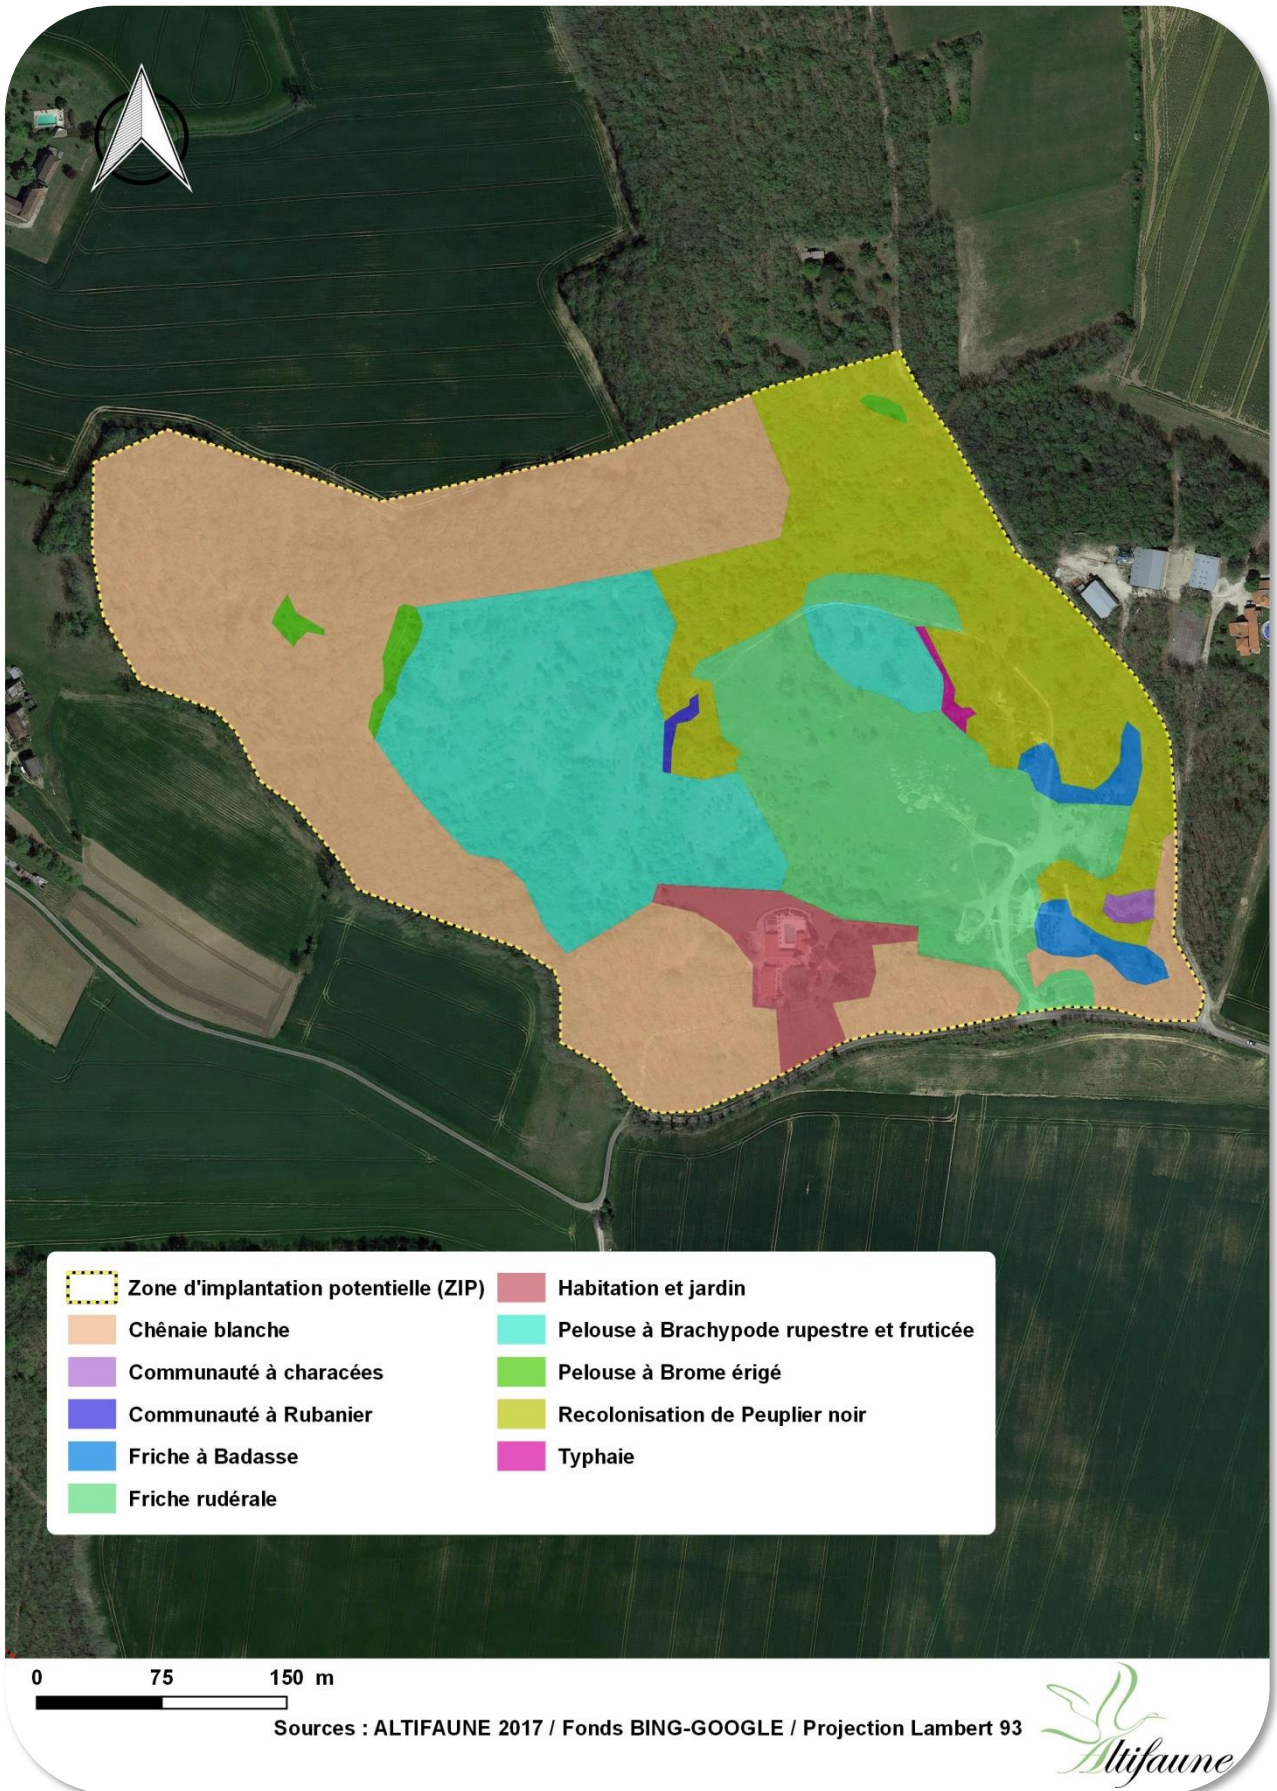 Zone d'implantation potentielle (ZIP)
Chênaie blanche
Communauté à characées
Communauté à Rubanier
Friche à Badasse
Friche rudérale
Habitation et jardin
Pelouse à Brachypode rupestre et fruticée
Pelouse à Brome érigé
Recolonisation de Peuplier noir
Typhaie
0 75 150 m
Sources : ALTIFAUNE 2017 / Fonds BING-GOOGLE / Projection Lambert 93
Altifaune